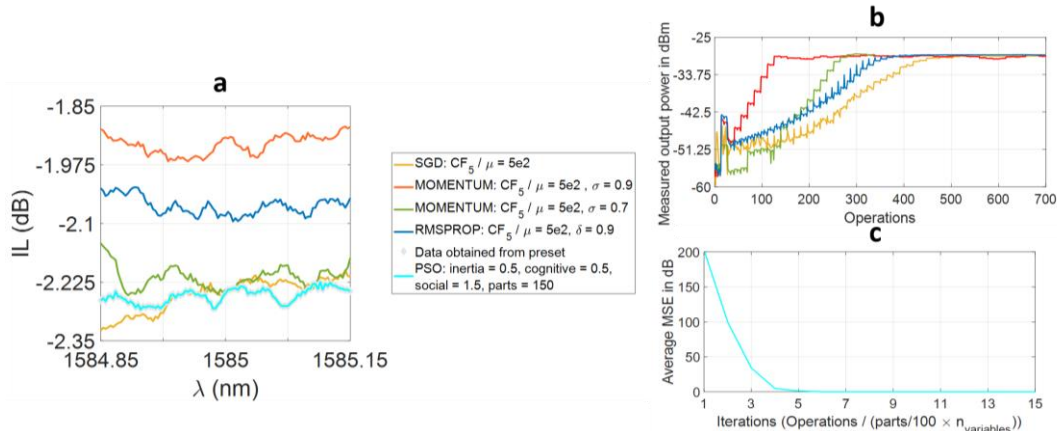 a
-1.85
-1.975
-2.1
-2.225
-2.35
IL (dB)
1584.85
1585
1585.15
λ (nm)
SGD: CF5 / μ = 5e2
MOMENTUM: CF5 / μ = 5e2 , σ = 0.9
MOMENTUM: CF5 / μ = 5e2, σ = 0.7
RMSPROP: CF5 / μ = 5e2, δ = 0.9
Data obtained from preset
PSO: inertia = 0.5, cognitive = 0.5,
social = 1.5, parts = 150
b
-25
-33.75
-42.5
-51.25
-60
Measured output power in dBm
0 100 200 300 400 500 600 700
Operations
c
200
150
100
50
0
Average MSE in dB
1 3 5 7 9 11 13 15
Iterations (Operations / (parts/100 × nvariables))